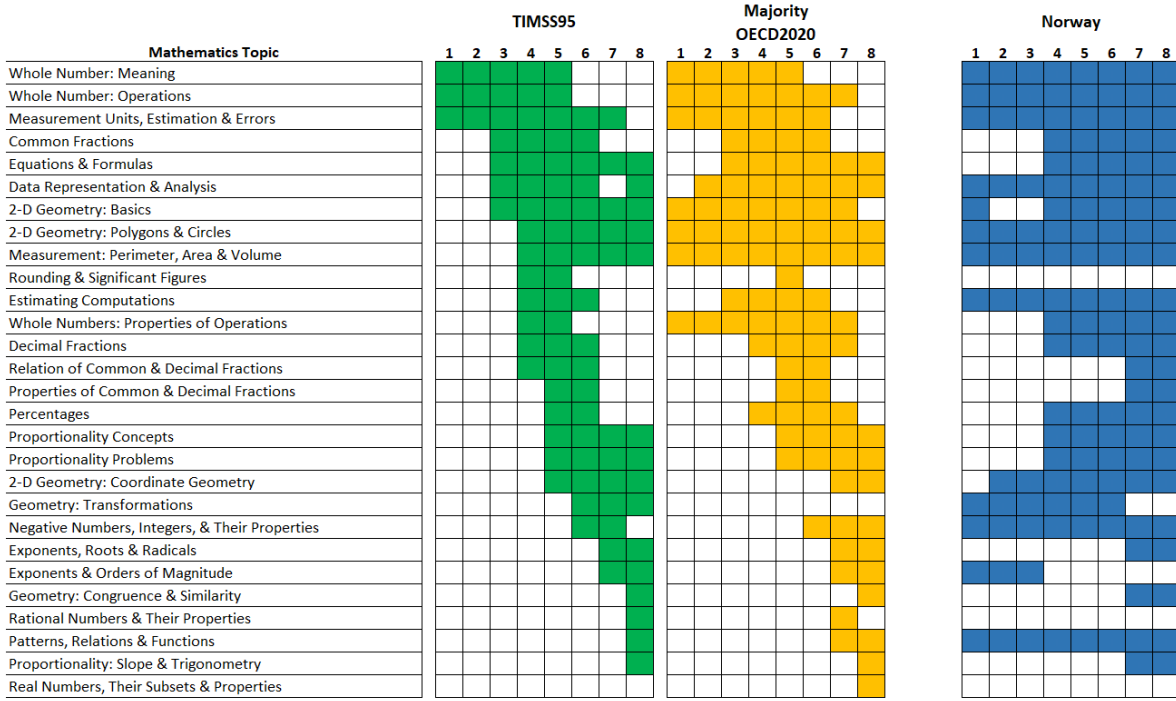 TIMSS95
Majority
OECD2020
Norway
Mathematics Topic
1 2 3 4 5 6 7 8
1 2 3 4 5 6 7 8
1 2 3 4 5 6 7 8
Whole Number: Meaning
Whole Number: Operations
Measurement Units, Estimation & Errors
Common Fractions
Equations & Formulas
Data Representation & Analysis
2-D Geometry: Basics
2-D Geometry: Polygons & Circles
Measurement: Perimeter, Area & Volume
Rounding & Significant Figures
Estimating Computations
Whole Numbers: Properties of Operations
Decimal Fractions
Relation of Common & Decimal Fractions
Properties of Common & Decimal Fractions
Percentages
Proportionality Concepts
Proportionality Problems
2-D Geometry: Coordinate Geometry
Geometry: Transformations
Negative Numbers, Integers, & Their Properties
Exponents, Roots & Radicals
Exponents & Orders of Magnitude
Geometry: Congruence & Similarity
Rational Numbers & Their Properties
Patterns, Relations & Functions
Proportionality: Slope & Trigonometry
Real Numbers, Their Subsets & Properties